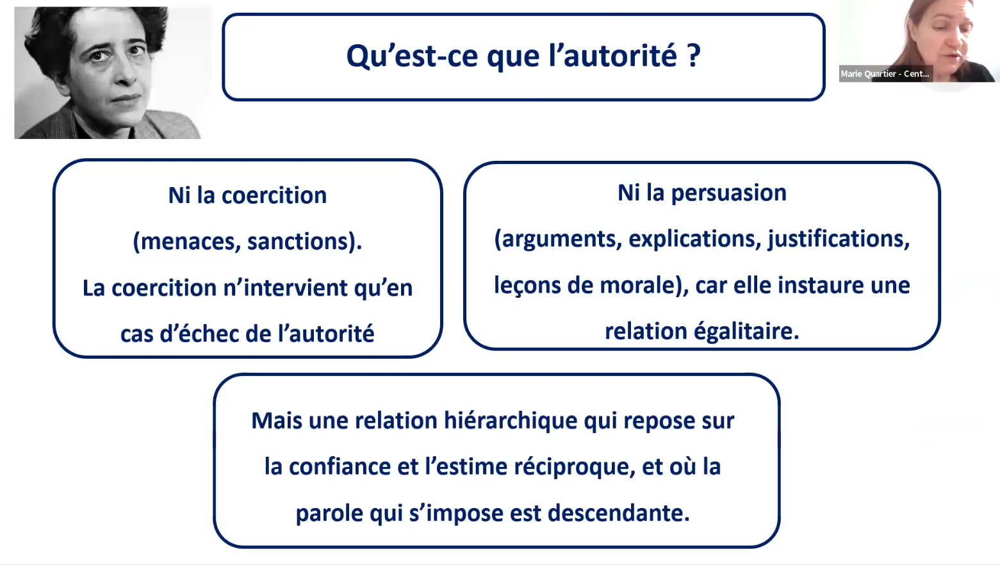 Qu’est-ce que l’autorité ?
Marie Quartier - Cent...
Ni la coercition
(menaces, sanctions).
La coercition n’intervient qu’en
cas d’échec de l’autorité
Ni la persuasion
(arguments, explications, justifications,
leçons de morale), car elle instaure une
relation égalitaire.
Mais une relation hiérarchique qui repose sur
la confiance et l’estime réciproque, et où la
parole qui s’impose est descendante.